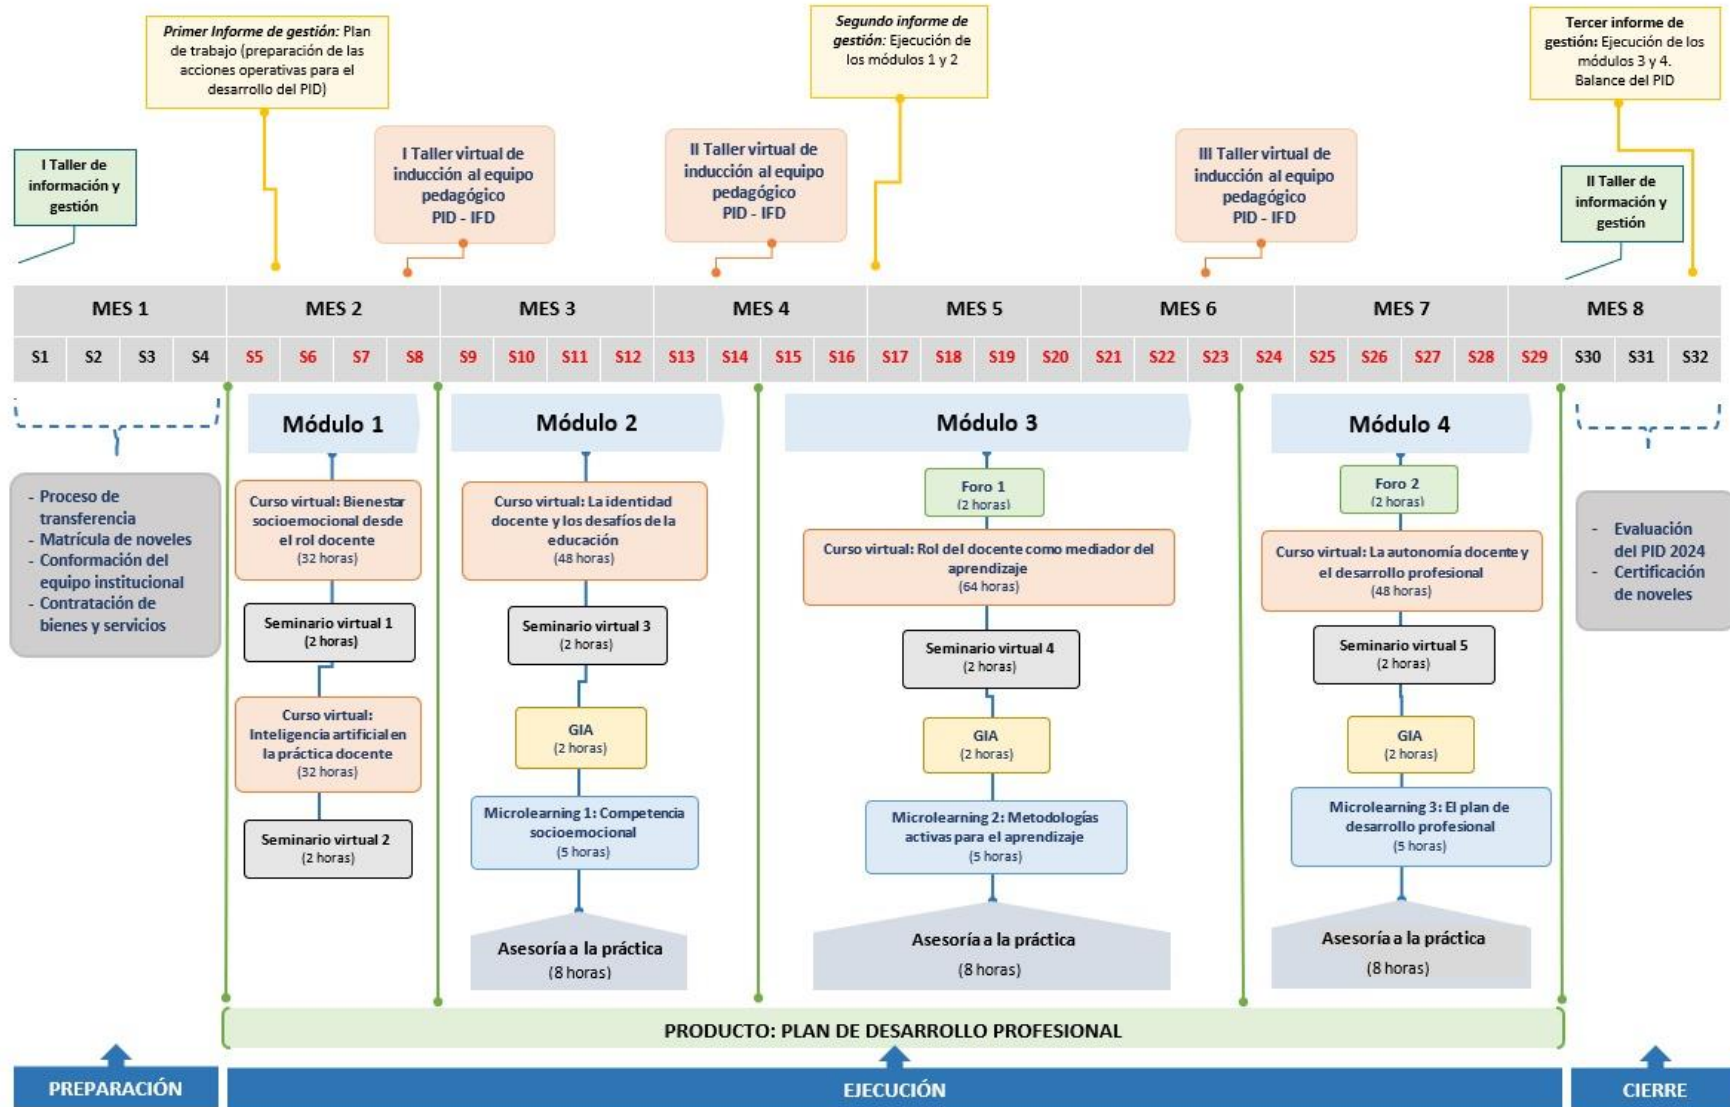 Primer Informe de gestión: Plan
de trabajo (preparación de las
acciones operativas para el
desarrollo del PID)
Segundo informe de
gestión: Ejecución de
los módulos 1 y 2
Tercer informe de
gestión: Ejecución de los
módulos 3 y 4.
Balance del PID
I Taller de
información y
gestión
I Taller virtual de
inducción al equipo
pedagógico
PID - IFD
II Taller virtual de
inducción al equipo
pedagógico
PID - IFD
III Taller virtual de
inducción al equipo
pedagógico
PID - IFD
II Taller de
información y
gestión
MES 1 MES 2 MES 3 MES 4 MES 5 MES 6 MES 7 MES 8
S1 S2 S3 S4 S5 S6 S7 S8 S9 S10 S11 S12 S13 S14 S15 S16 S17 S18 S19 S20 S21 S22 S23 S24 S25 S26 S27 S28 S29 S30 S31 S32
- Proceso de
transferencia
- Matrícula de noveles
- Conformación del
equipo institucional
- Contratación de
bienes y servicios
Módulo 1
Curso virtual: Bienestar
socioemocional desde
el rol docente
(32 horas)
Seminario virtual 1
(2 horas)
Curso virtual:
Inteligencia artificial en
la práctica docente
(32 horas)
Seminario virtual 2
(2 horas)
Módulo 2
Curso virtual: La identidad
docente y los desafíos de la
educación
(48 horas)
Seminario virtual 3
(2 horas)
GIA
(2 horas)
Microlearning 1: Competencia
socioemocional
(5 horas)
Asesoría a la práctica
(8 horas)
Módulo 3
Foro 1
(2 horas)
Curso virtual: Rol del docente como mediador del
aprendizaje
(64 horas)
Seminario virtual 4
(2 horas)
GIA
(2 horas)
Microlearning 2: Metodologías
activas para el aprendizaje
(5 horas)
Asesoría a la práctica
(8 horas)
Módulo 4
Foro 2
(2 horas)
Curso virtual: La autonomía docente y
el desarrollo profesional
(48 horas)
Seminario virtual 5
(2 horas)
GIA
(2 horas)
Microlearning 3: El plan de
desarrollo profesional
(5 horas)
Asesoría a la práctica
(8 horas)
- Evaluación
del PID 2024
- Certificación
de noveles
PRODUCTO: PLAN DE DESARROLLO PROFESIONAL
PREPARACIÓN
EJECUCIÓN
CIERRE